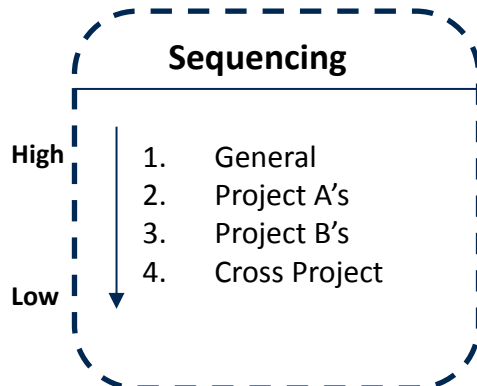 Sequencing
High
1. General
2. Project A’s
3. Project B’s
4. Cross Project
Low